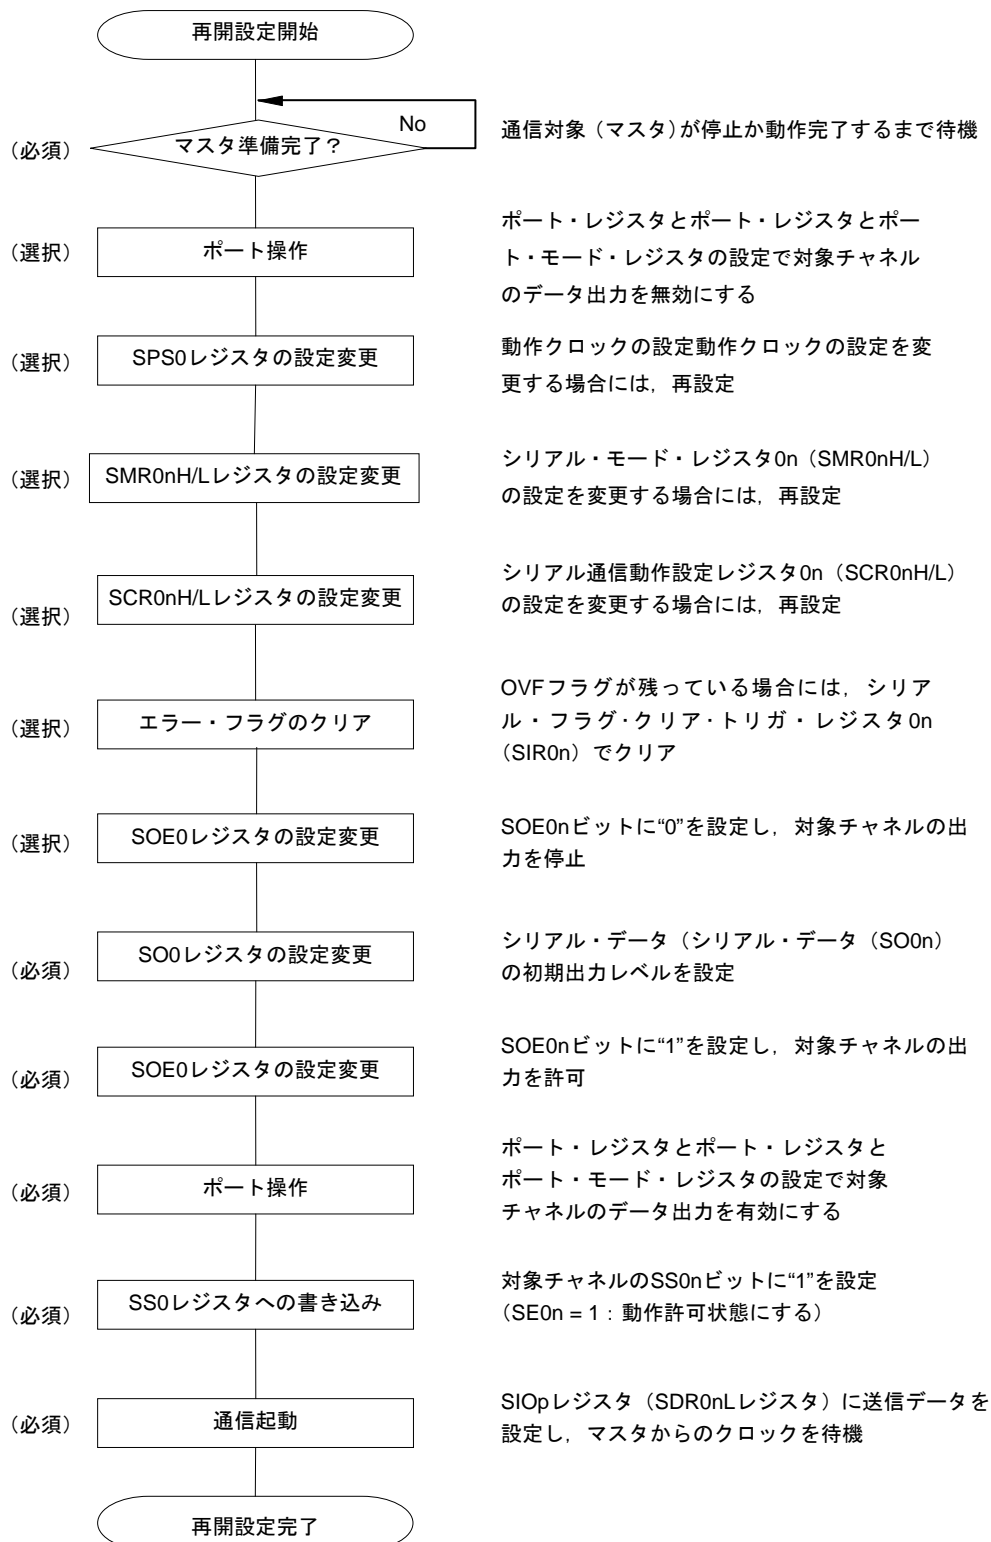 再開設定開始
No
(必須)
マスタ準備完了？
通信対象（マスタ）が停止か動作完了するまで待機
(選択)
ポート操作
ポート・レジスタとポート・レジスタとポー
ト・モード・レジスタの設定で対象チャネル
のデータ出力を無効にする
(選択)
SPS0レジスタの設定変更
動作クロックの設定動作クロックの設定を変
更する場合には，再設定
(選択)
SMR0nH/Lレジスタの設定変更
シリアル・モード・レジスタ0n（SMR0nH/L）
の設定を変更する場合には，再設定
(選択)
SCR0nH/Lレジスタの設定変更
シリアル通信動作設定レジスタ0n（SCR0nH/L）
の設定を変更する場合には，再設定
(選択)
エラー・フラグのクリア
OVFフラグが残っている場合には，シリア
ル・フラグ・クリア・トリガ・レジスタ0n
（SIR0n）でクリア
(選択)
SOE0レジスタの設定変更
SOE0nビットに“0”を設定し，対象チャネルの出
力を停止
(必須)
SO0レジスタの設定変更
シリアル・データ（シリアル・データ（SO0n）
の初期出力レベルを設定
(必須)
SOE0レジスタの設定変更
SOE0nビットに“1”を設定し，対象チャネルの出
力を許可
(必須)
ポート操作
ポート・レジスタとポート・レジスタと
ポート・モード・レジスタの設定で対象
チャネルのデータ出力を有効にする
(必須)
SS0レジスタへの書き込み
対象チャネルのSS0nビットに“1”を設定
（SE0n = 1：動作許可状態にする）
(必須)
通信起動
SIOpレジスタ（SDR0nLレジスタ）に送信データを
設定し，マスタからのクロックを待機
再開設定完了